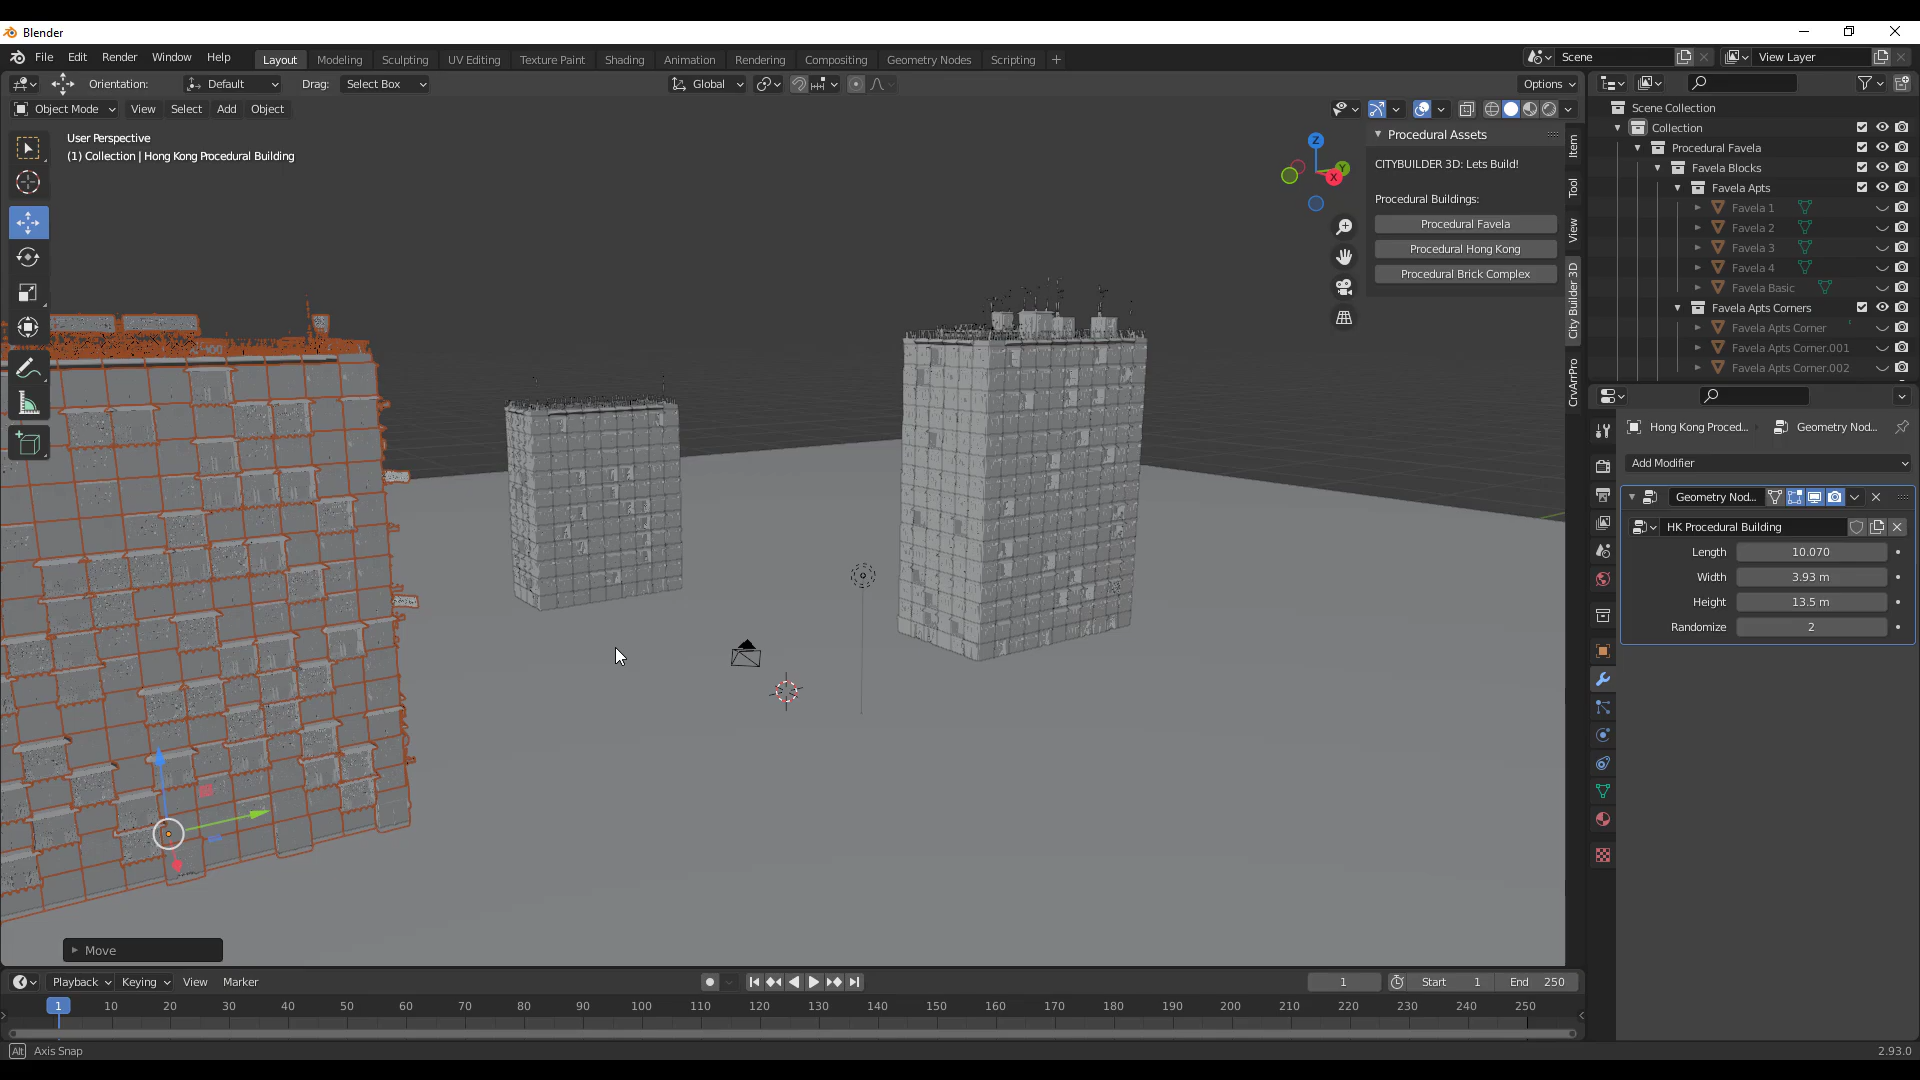 Blender
File Edit Render Window Help Layout Modeling Sculpting UV Editing Texture Paint Shading Animation Rendering Compositing Geometry Nodes Scripting + Scene View Layer
Orientation: Default Drag: Select Box Global Options
Object Mode View Select Add Object
User Perspective
(1) Collection | Hong Kong Procedural Building
Z
Y
X
Procedural Assets
CITYBUILDER 3D: Lets Build!
Procedural Buildings:
Procedural Favela
Procedural Hong Kong
Procedural Brick Complex
Item
Tool
View
City Builder 3D
CrvArrPro
Scene Collection
Collection
Procedural Favela
Favela Blocks
Favela Apts
Favela 1
Favela 2
Favela 3
Favela 4
Favela Basic
Favela Apts Corners
Favela Apts Corner
Favela Apts Corner.001
Favela Apts Corner.002
Hong Kong Proced... Geometry Nod...
Add Modifier
Geometry Nod...
HK Procedural Building
Length 10.070
Width 3.93 m
Height 13.5 m
Randomize 2
Move
Playback Keying View Marker 1 Start 1 End 250
1 10 20 30 40 50 60 70 80 90 100 110 120 130 140 150 160 170 180 190 200 210 220 230 240 250
Alt Axis Snap 2.93.0